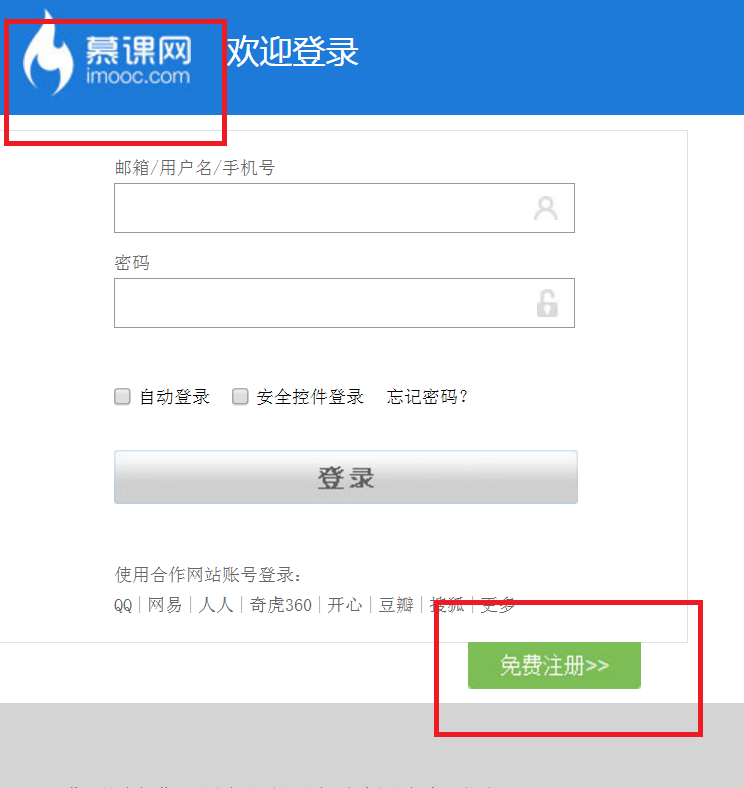 慕课网
imooc.com
欢迎登录
邮箱/用户名/手机号
密码
自动登录 安全控件登录 忘记密码?
登录
使用合作网站账号登录：
QQ|网易|人人|奇虎360|开心|豆瓣|搜狐|更多
免费注册>>